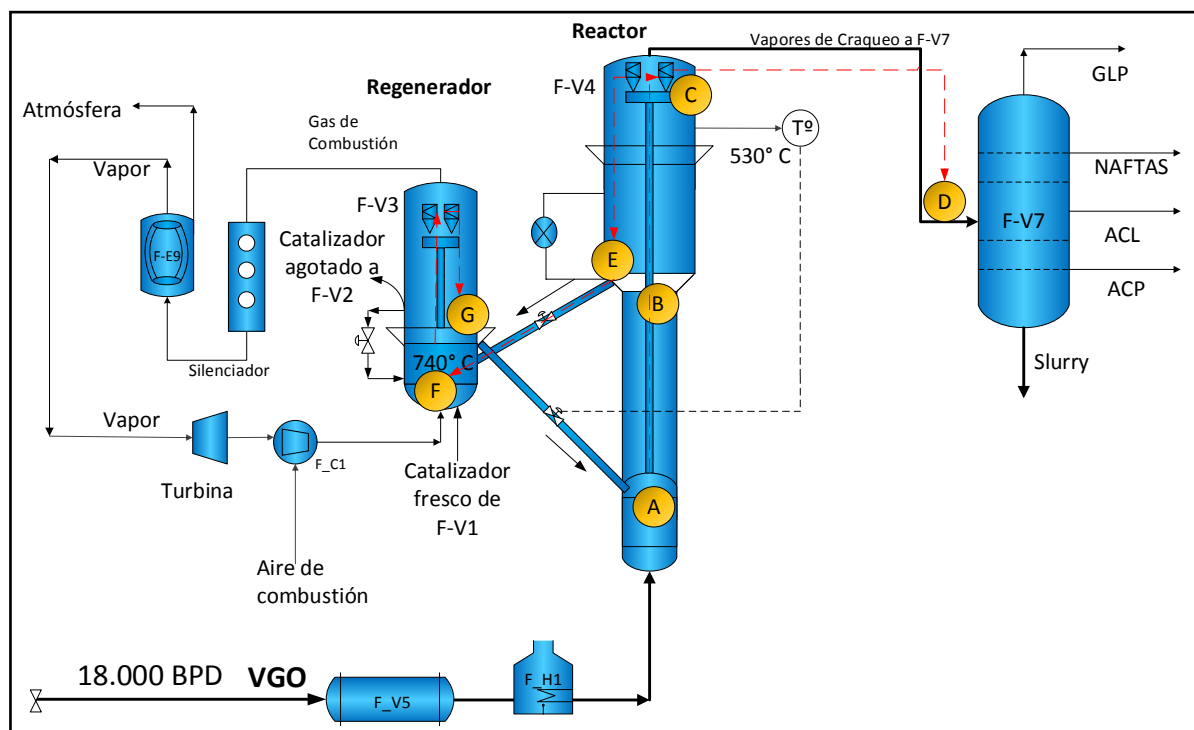 Reactor
Vapores de Craqueo a F-V7
GLP
Regenerador
F-V4
C
Tº
530° C
Atmósfera
Gas de
Combustión
Vapor
F-V3
NAFTAS
D
F-V7
ACL
F-E9
Catalizador
agotado a
F-V2
E
ACP
B
G
740° C
F
Silenciador
Slurry
Vapor
F_C1
Turbina
Catalizador
fresco de
F-V1
A
Aire de
combustión
18.000 BPD VGO
F_V5
F_H1